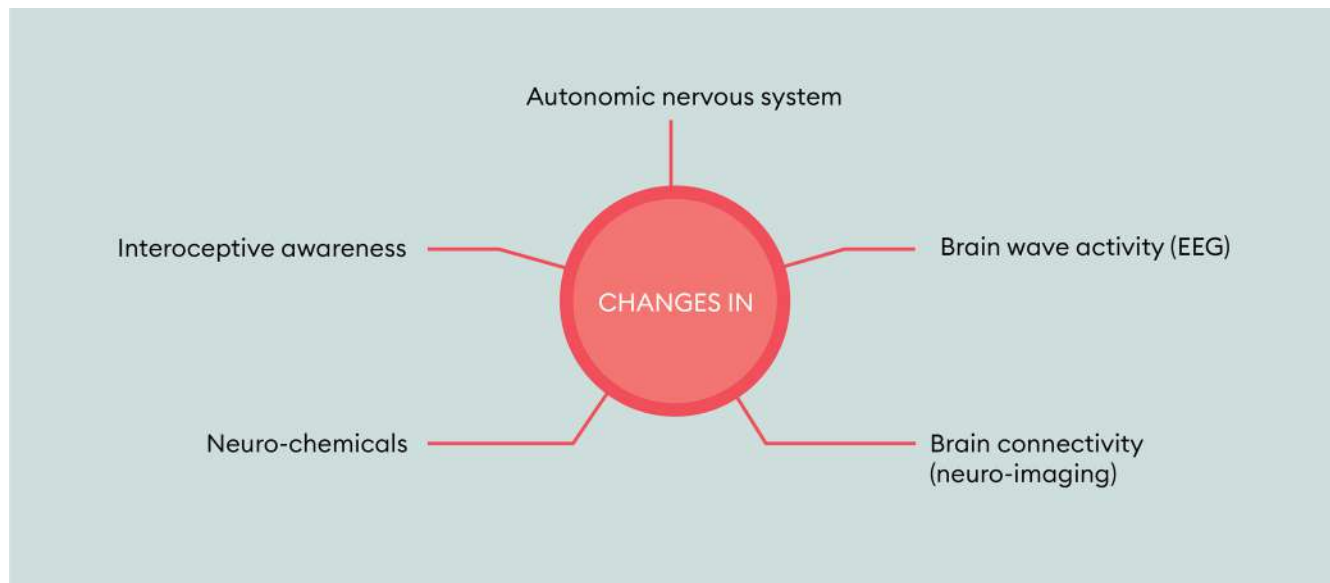 Autonomic nervous system
Interoceptive awareness
Brain wave activity (EEG)
CHANGES IN
Neuro-chemicals
Brain connectivity
(neuro-imaging)